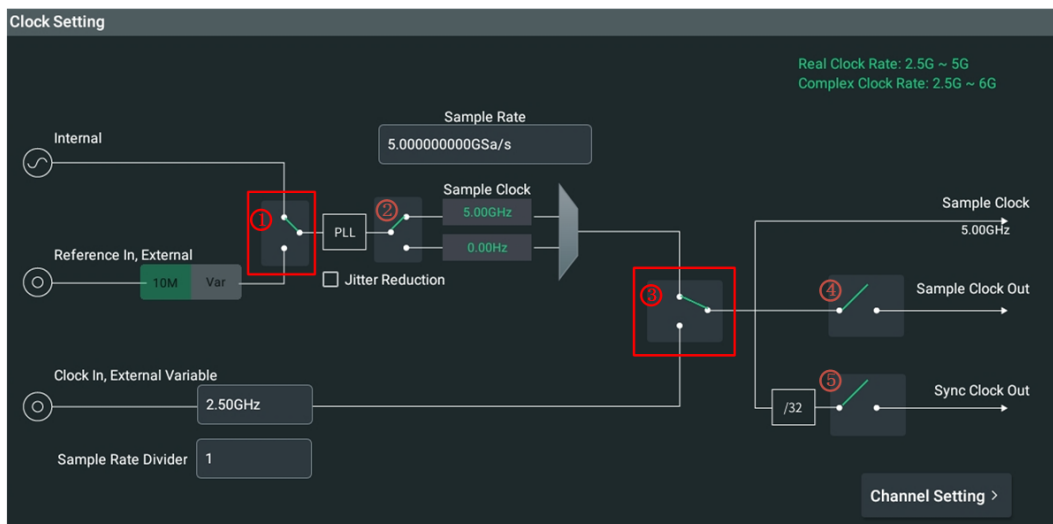 Clock Setting
Real Clock Rate: 2.5G ~ 5G
Complex Clock Rate: 2.5G ~ 6G
Sample Rate
5.000000000GSa/s
Internal
①
PLL
②
Sample Clock
5.00GHz
0.00Hz
Jitter Reduction
Reference In, External
10M
Var
③
Sample Clock
5.00GHz
④
Sample Clock Out
Clock In, External Variable
2.50GHz
/32
⑤
Sync Clock Out
Sample Rate Divider
1
Channel Setting >